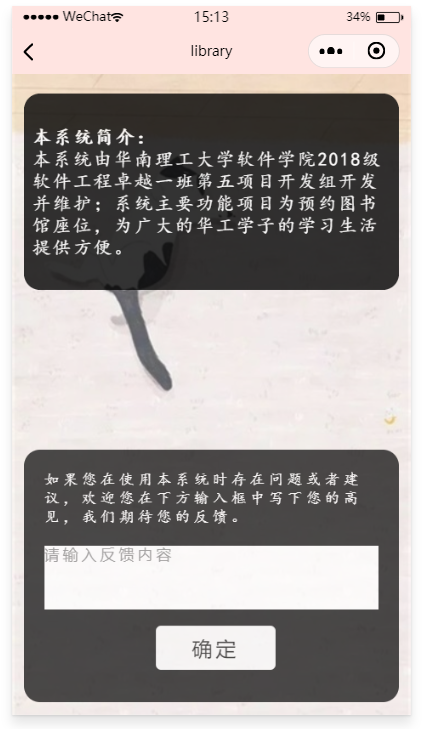 ●●●●● WeChat 15:13 34%
library
本系统简介：
本系统由华南理工大学软件学院2018级
软件工程卓越一班第五项目开发组开发
并维护；系统主要功能项目为预约图书
馆座位，为广大的华工学子的学习生活
提供方便。
如果您在使用本系统时存在问题或者建
议，欢迎您在下方输入框中写下您的高
见，我们期待您的反馈。
请输入反馈内容
确定